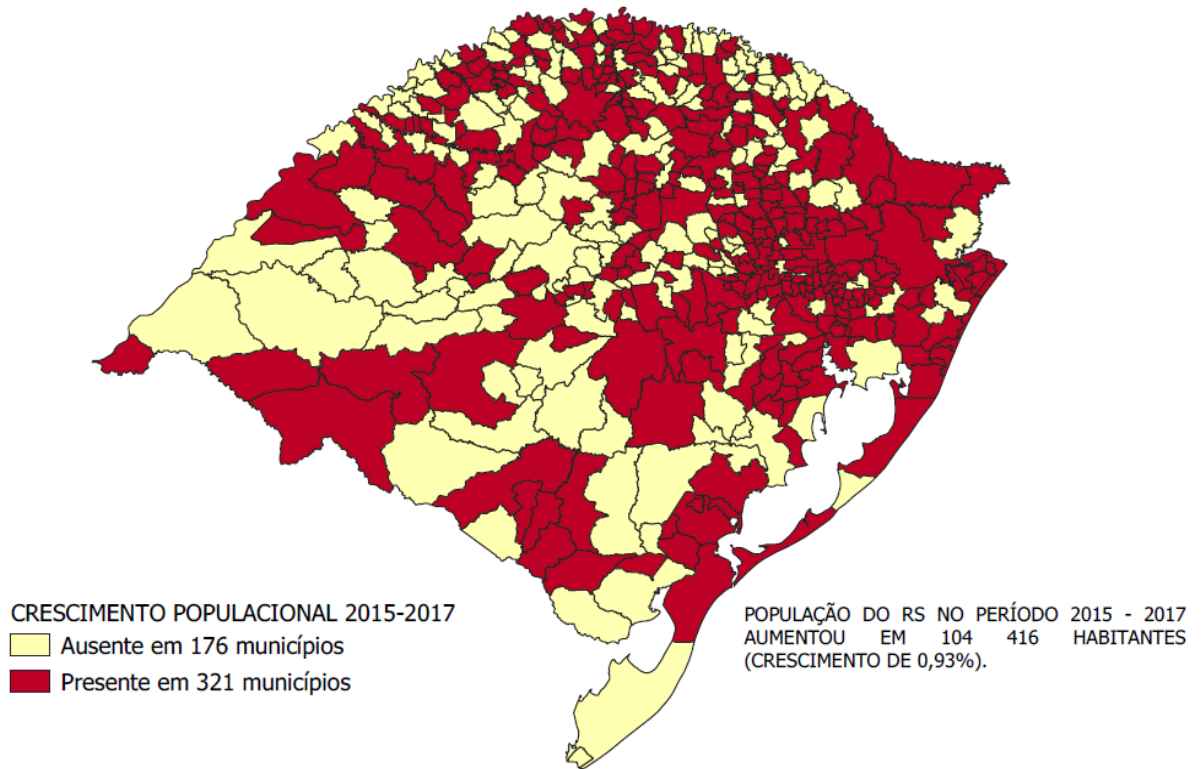 CRESCIMENTO POPULACIONAL 2015-2017
Ausente em 176 municípios
Presente em 321 municípios
POPULAÇÃO DO RS NO PERÍODO 2015 - 2017
AUMENTOU EM 104 416 HABITANTES
(CRESCIMENTO DE 0,93%).